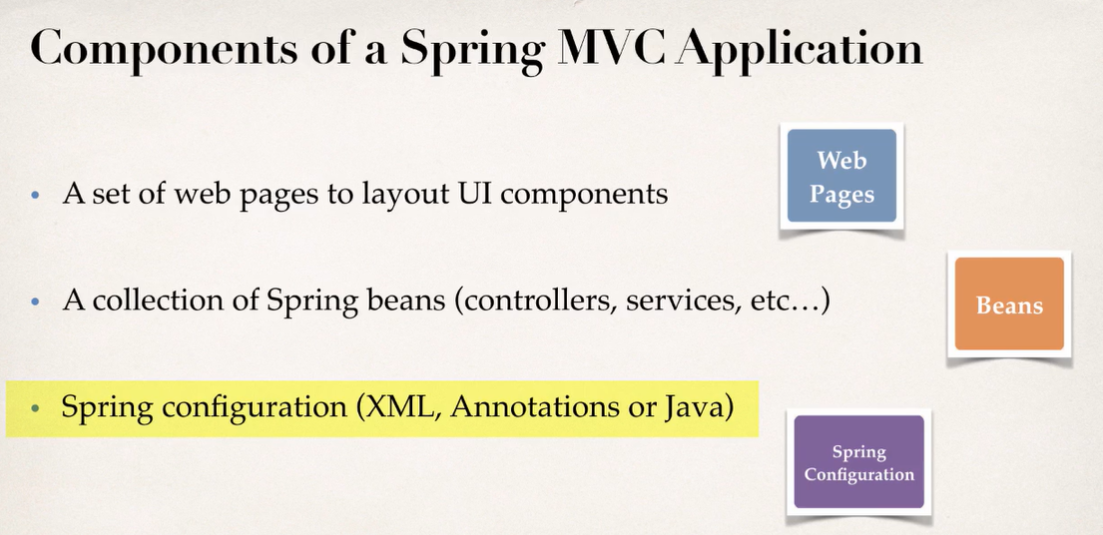 Components of a Spring MVC Application
• A set of web pages to layout UI components
Web
Pages
• A collection of Spring beans (controllers, services, etc…)
Beans
• Spring configuration (XML, Annotations or Java)
Spring
Configuration